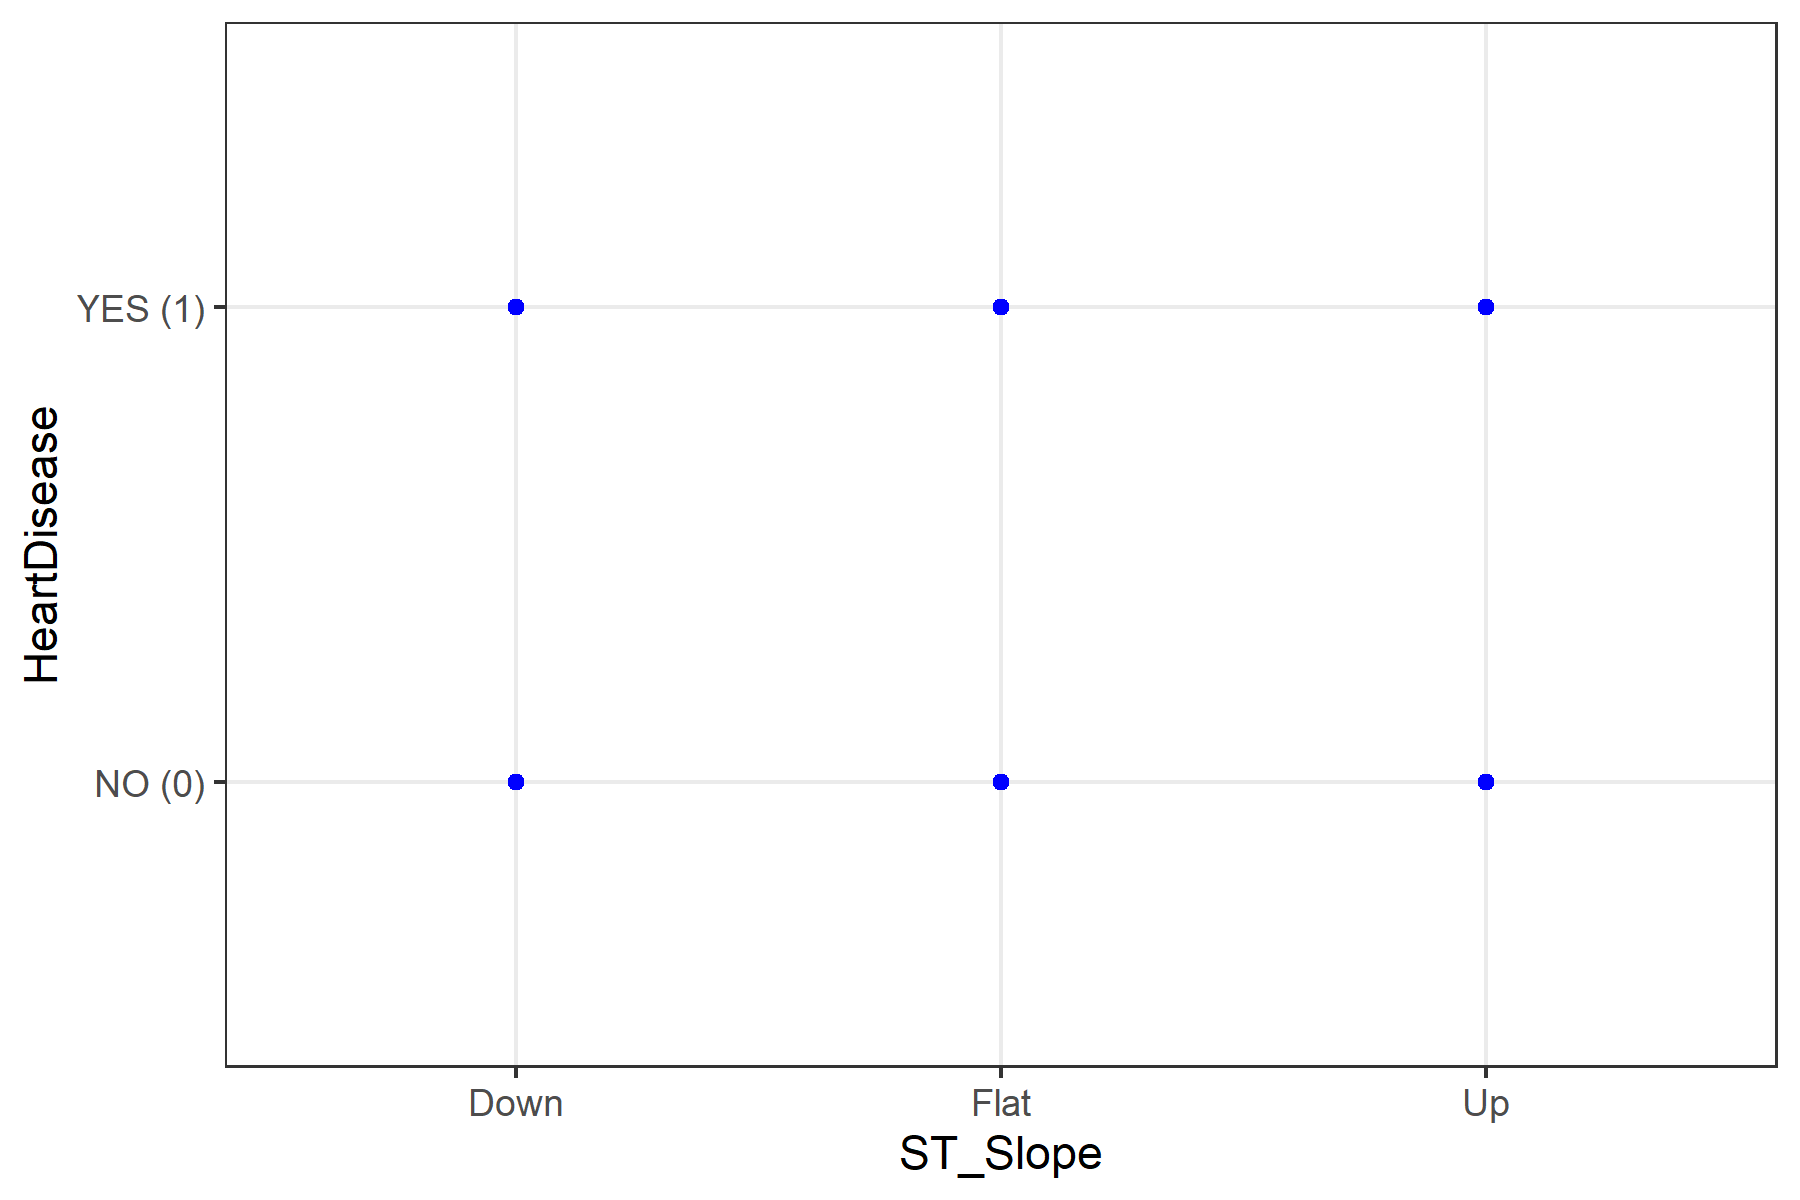 HeartDisease
YES (1)
NO (0)
Down Flat Up
ST_Slope